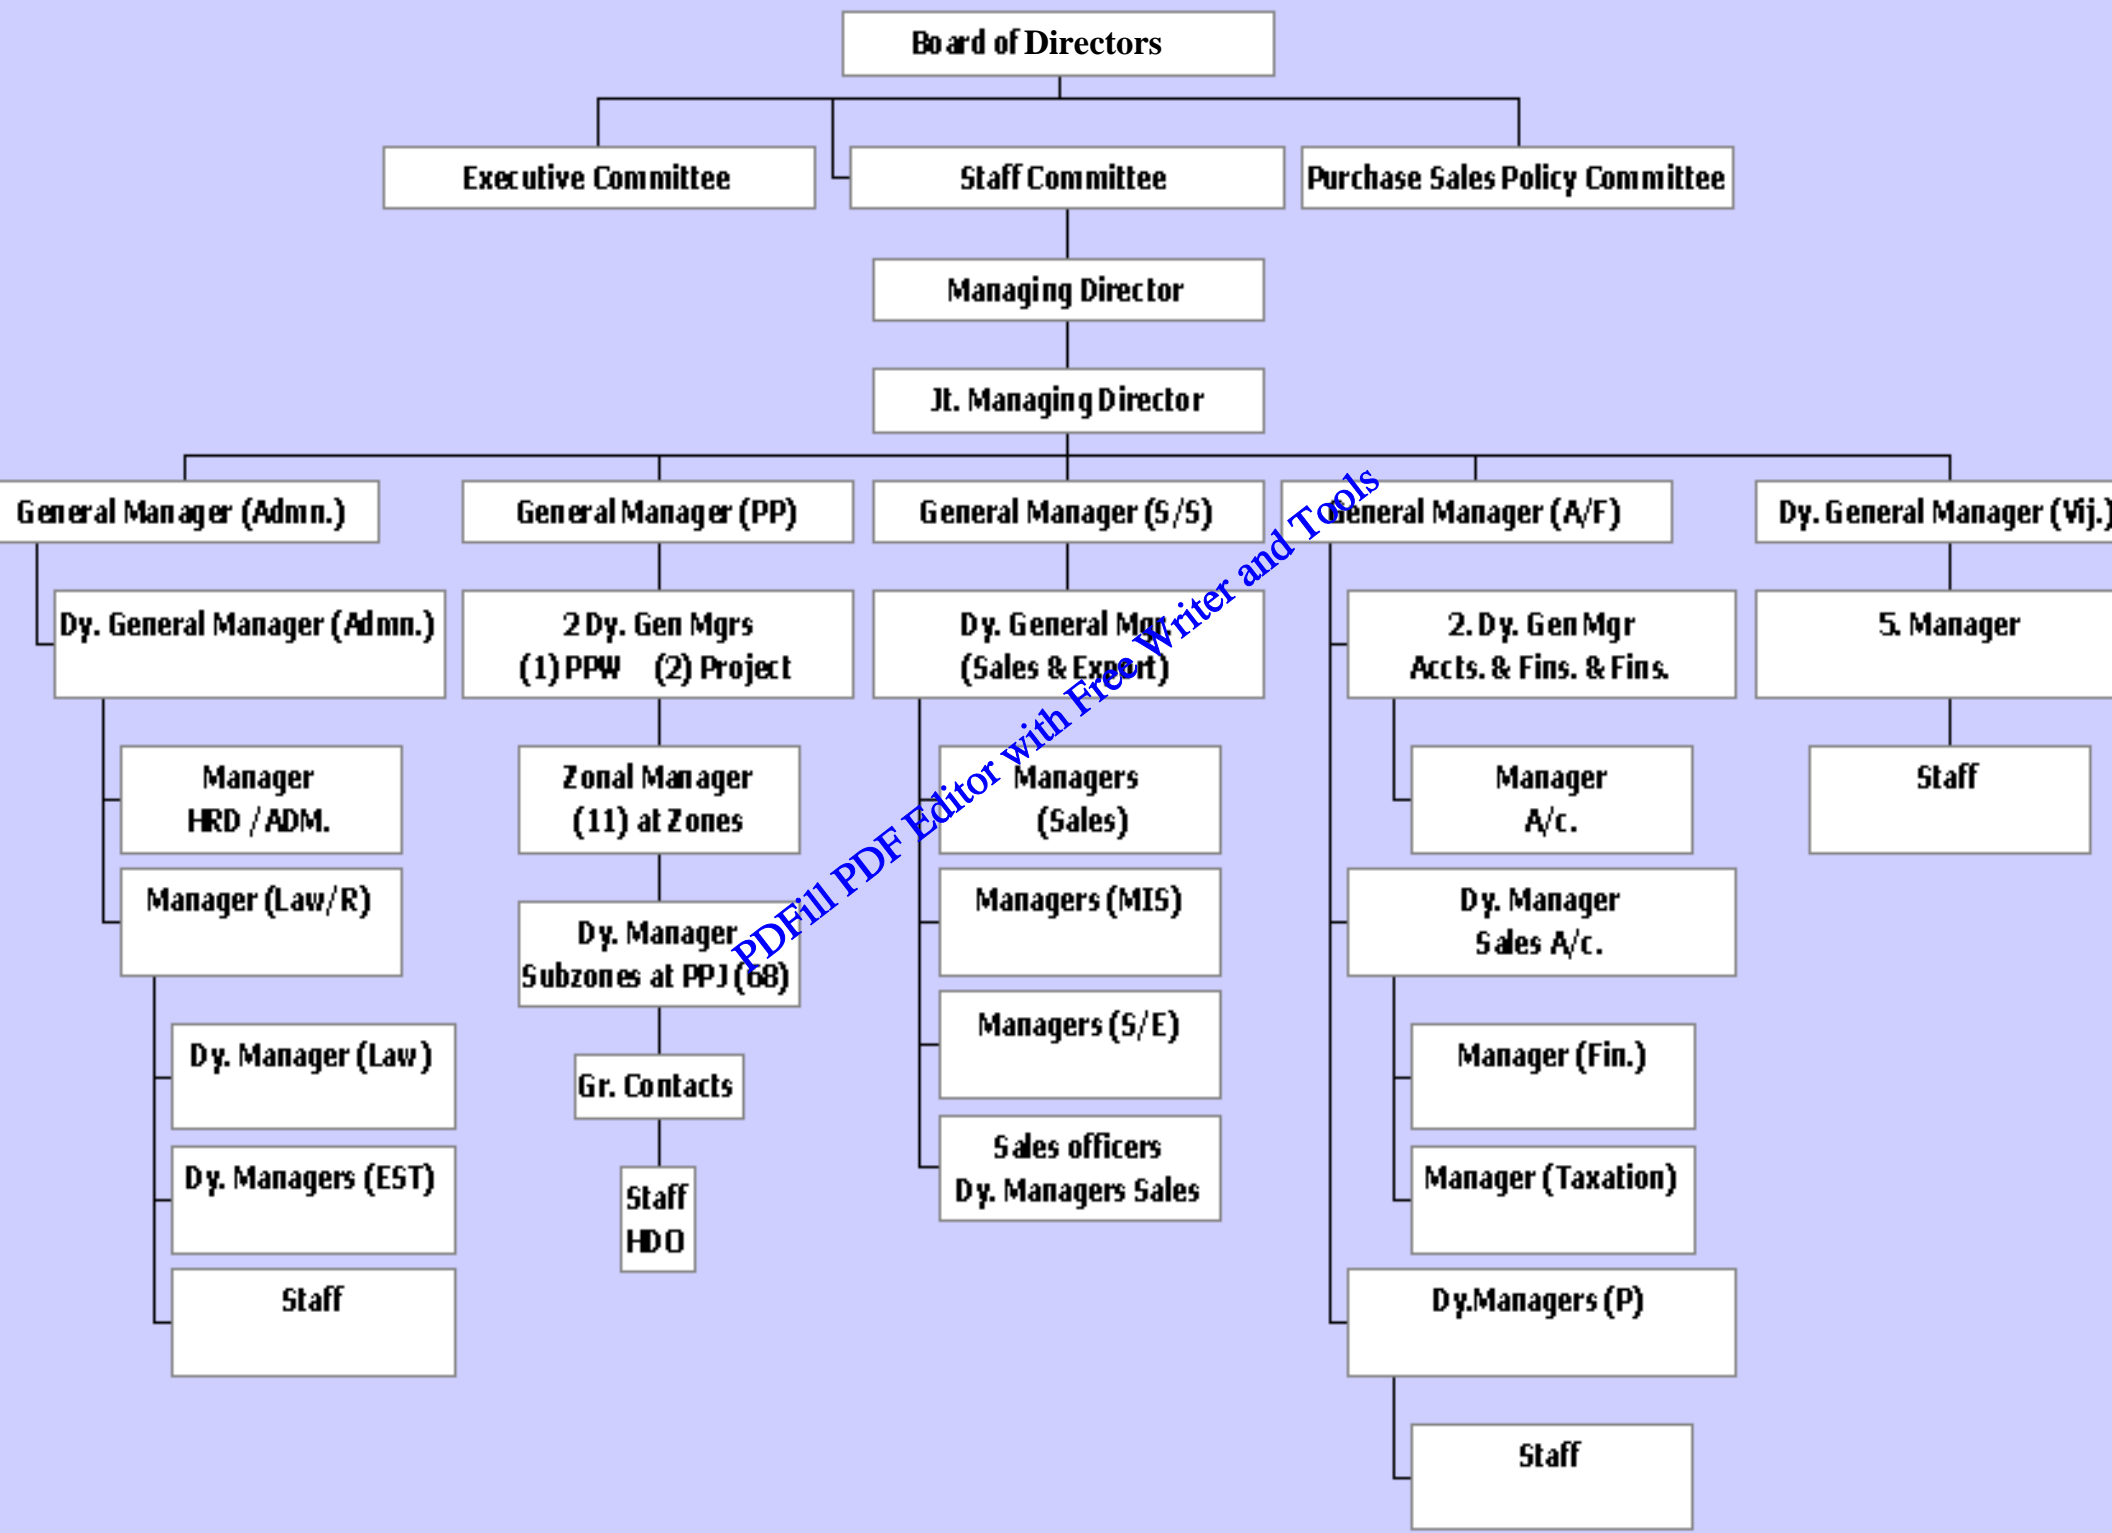 Board of Directors
Executive Committee
Staff Committee
Purchase Sales Policy Committee
Managing Director
Jt. Managing Director
General Manager (Admn.)
General Manager (PP)
General Manager (S/S)
General Manager (A/F)
Dy. General Manager (Vij.)
Dy. General Manager (Admn.)
2 Dy. Gen Mgrs
(1) PPW (2) Project
Dy. General Mgr.
(Sales & Export)
2. Dy. Gen Mgr
Accts. & Fins. & Fins.
5. Manager
Manager
HRD / ADM.
Zonal Manager
(11) at Zones
Managers
(Sales)
Manager
A/c.
Staff
Manager (Law/R)
Dy. Manager
Subzones at PPJ (68)
Managers (MIS)
Dy. Manager
Sales A/c.
Dy. Manager (Law)
Gr. Contacts
Managers (S/E)
Manager (Fin.)
Dy. Managers (EST)
Staff
HDO
Sales officers
Dy. Managers Sales
Manager (Taxation)
Staff
Dy.Managers (P)
Staff
PDFill PDF Editor with Free Writer and Tools